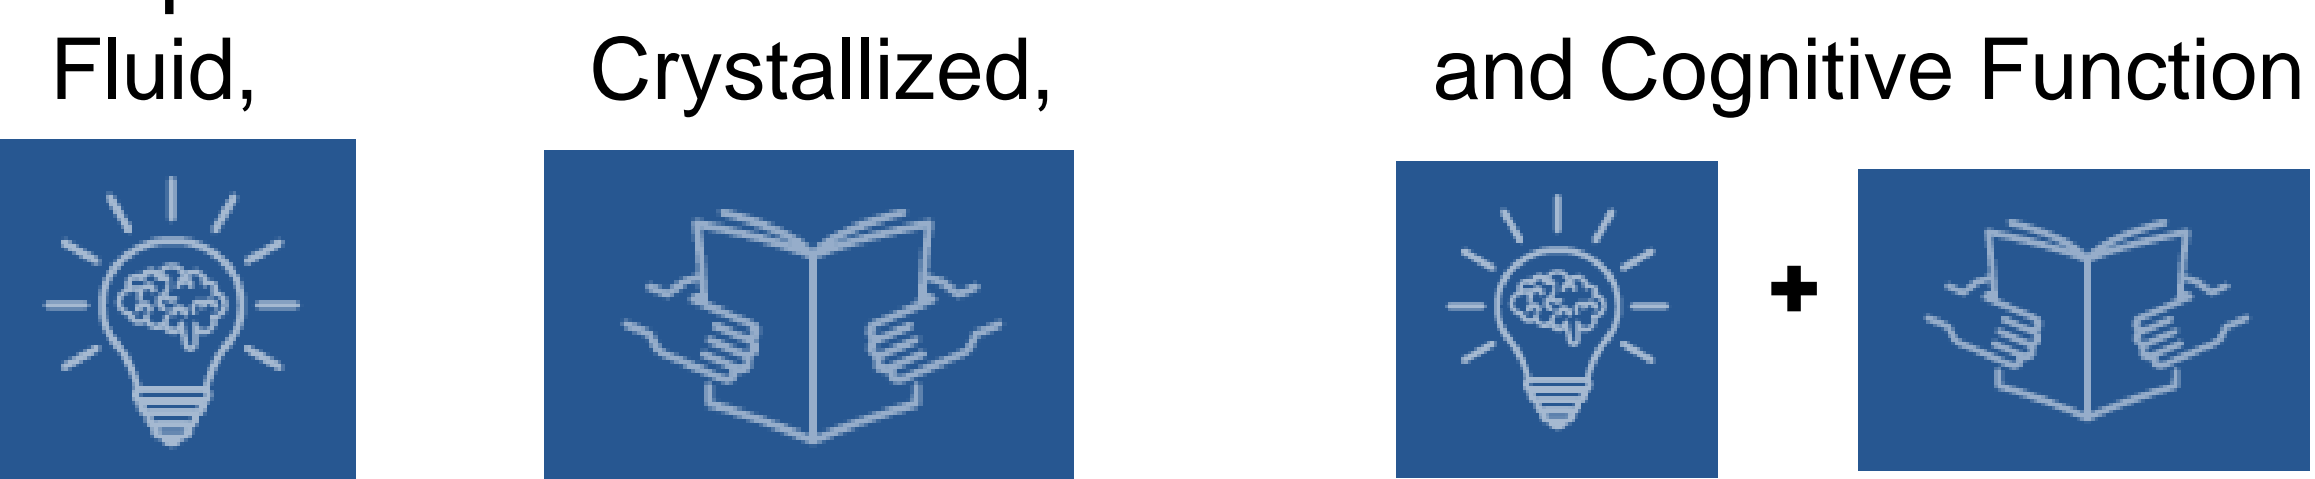 Fluid, Crystallized, and Cognitive Function
+